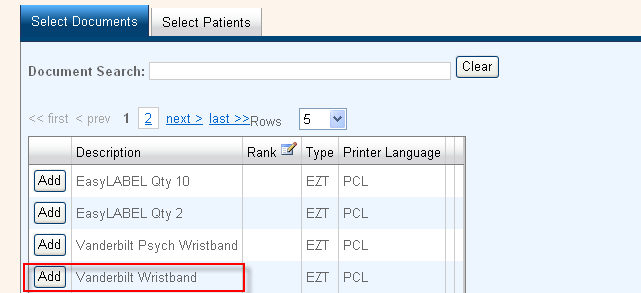 Select Documents Select Patients
Document Search: Clear
<< first < prev 1 2 next > last >> Rows 5
Description Rank Type Printer Language
Add EasyLABEL Qty 10 EZT PCL
Add EasyLABEL Qty 2 EZT PCL
Add Vanderbilt Psych Wristband EZT PCL
Add Vanderbilt Wristband EZT PCL